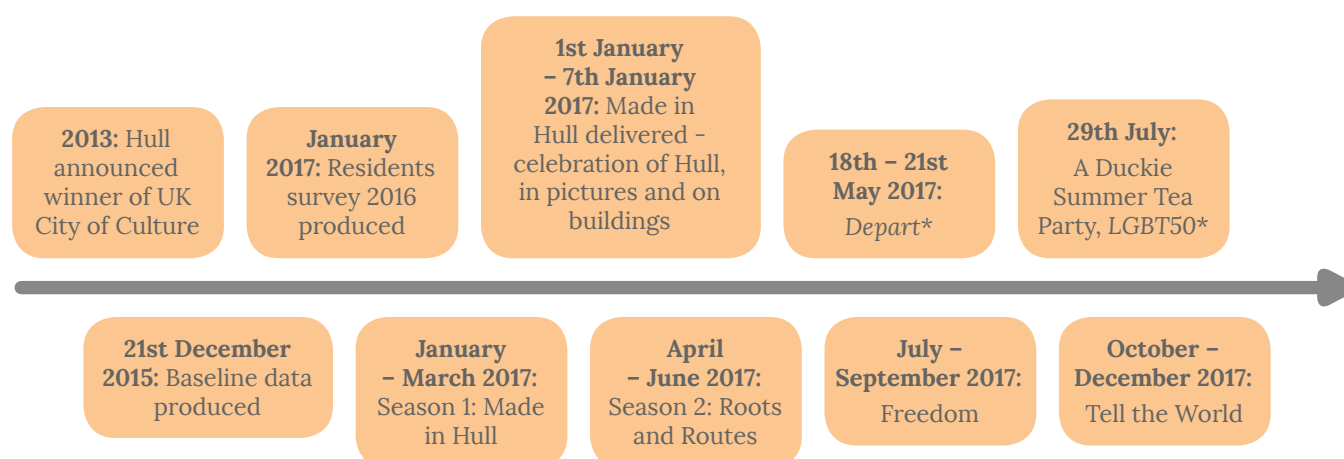 2013: Hull
announced
winner of UK
City of Culture
January
2017: Residents
survey 2016
produced
1st January
– 7th January
2017: Made in
Hull delivered -
celebration of Hull,
in pictures and on
buildings
18th – 21st
May 2017:
Depart*
29th July:
A Duckie
Summer Tea
Party, LGBT50*
21st December
2015: Baseline data
produced
January
– March 2017:
Season 1: Made
in Hull
April
– June 2017:
Season 2: Roots
and Routes
July –
September 2017:
Freedom
October –
December 2017:
Tell the World